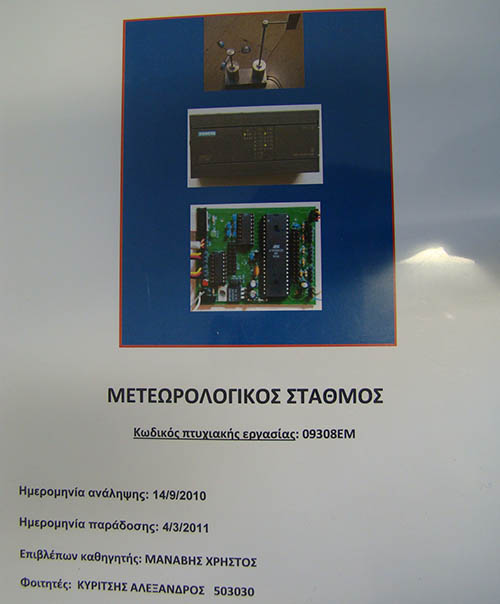 SIEMENS
ΜΕΤΕΩΡΟΛΟΓΙΚΟΣ ΣΤΑΘΜΟΣ
Κωδικός πτυχιακής εργασίας: 09308ΕΜ
Ημερομηνία ανάληψης: 14/9/2010
Ημερομηνία παράδοσης: 4/3/2011
Επιβλέπων καθηγητής: ΜΑΝΑΒΗΣ ΧΡΗΣΤΟΣ
Φοιτητές: ΚΥΡΙΤΣΗΣ ΑΛΕΞΑΝΔΡΟΣ 503030